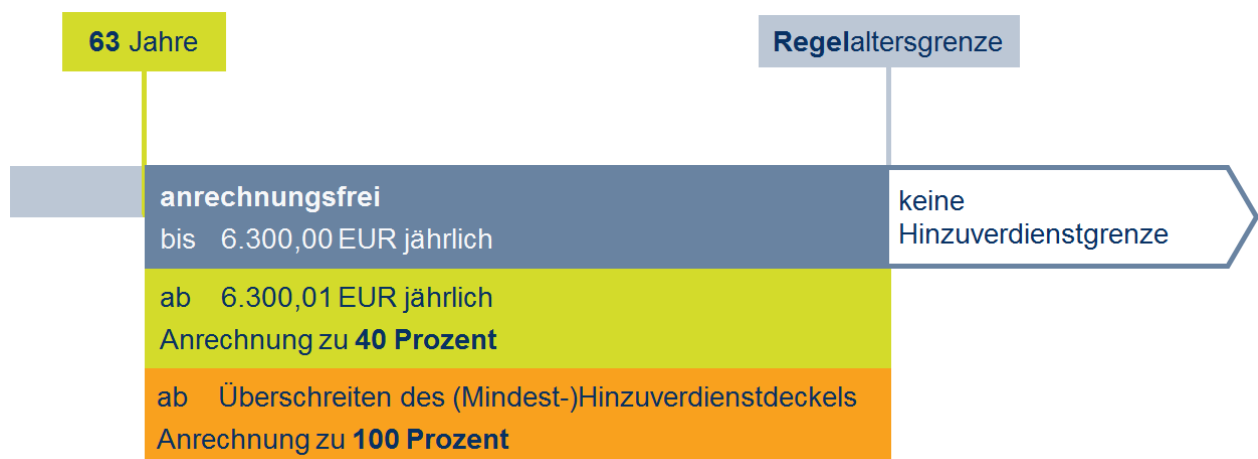 63 Jahre
Regelaltersgrenze
anrechnungsfrei
bis 6.300,00 EUR jährlich
keine
Hinzuverdienstgrenze
ab 6.300,01 EUR jährlich
Anrechnung zu 40 Prozent
ab Überschreiten des (Mindest-)Hinzuverdienstdeckels
Anrechnung zu 100 Prozent